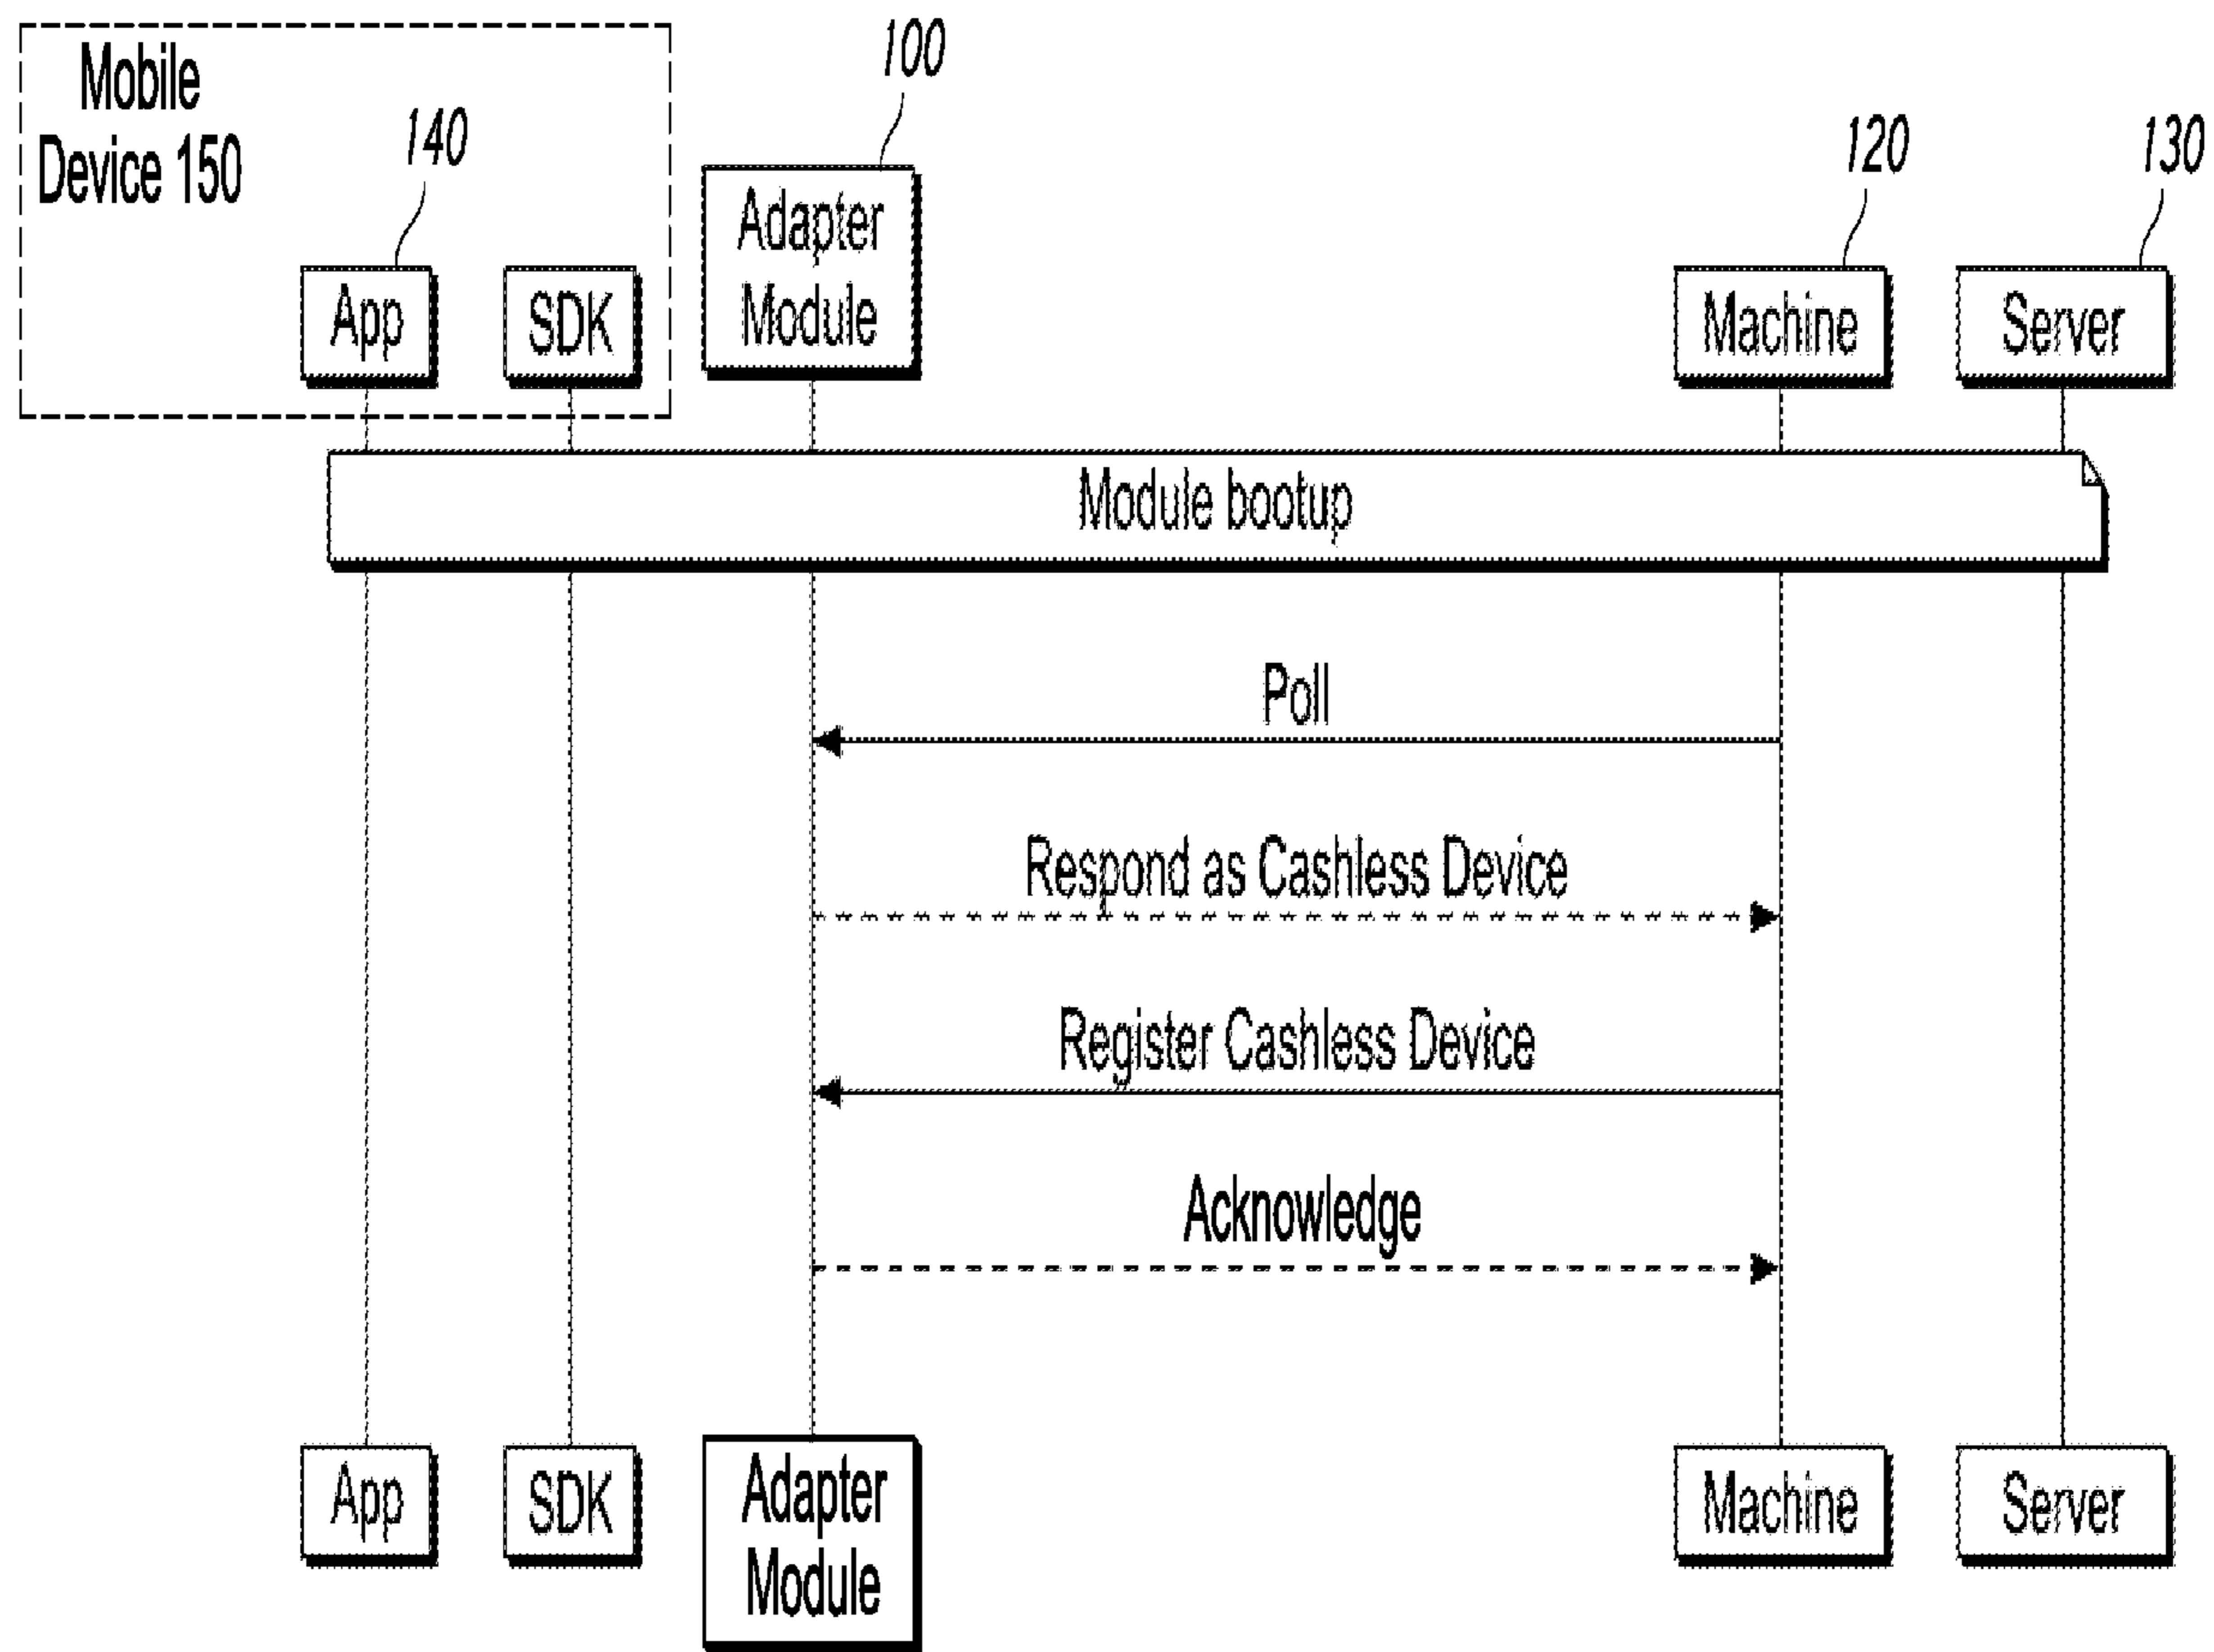 Mobile
Device 150
140
100
120
130
App
SDK
Adapter
Module
Machine
Server
Module bootup
Poll
Respond as Cashless Device
Register Cashless Device
Acknowledge
App
SDK
Adapter
Module
Machine
Server